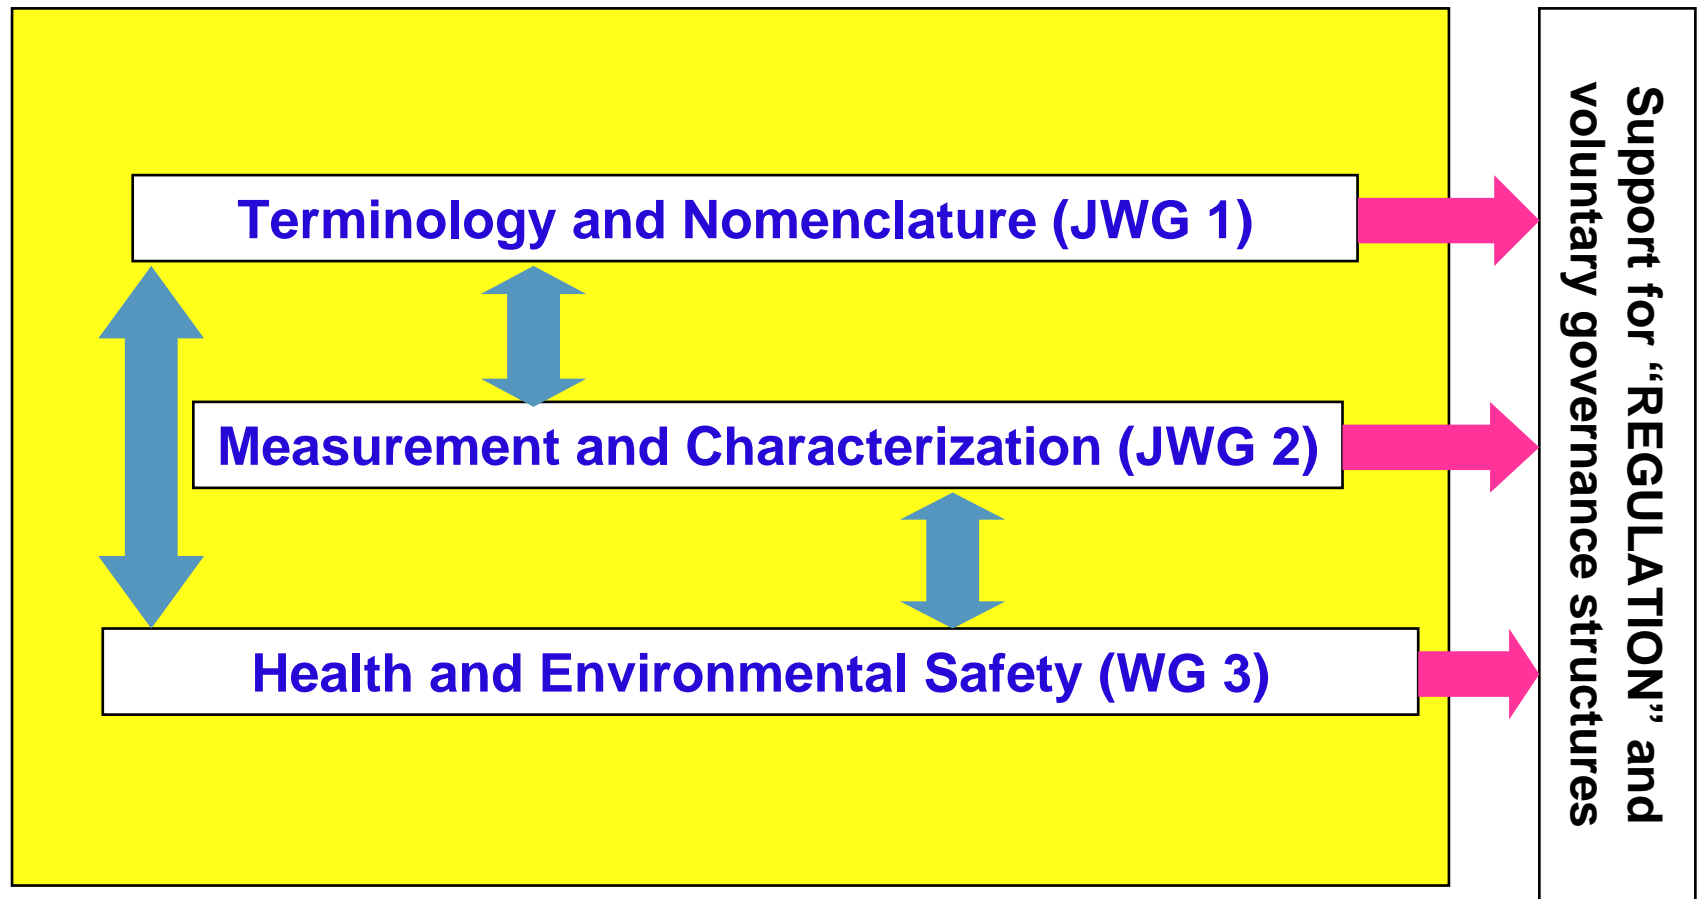 Terminology and Nomenclature (JWG 1)
Measurement and Characterization (JWG 2)
Health and Environmental Safety (WG 3)
Support for “REGULATION” and
voluntary governance structures